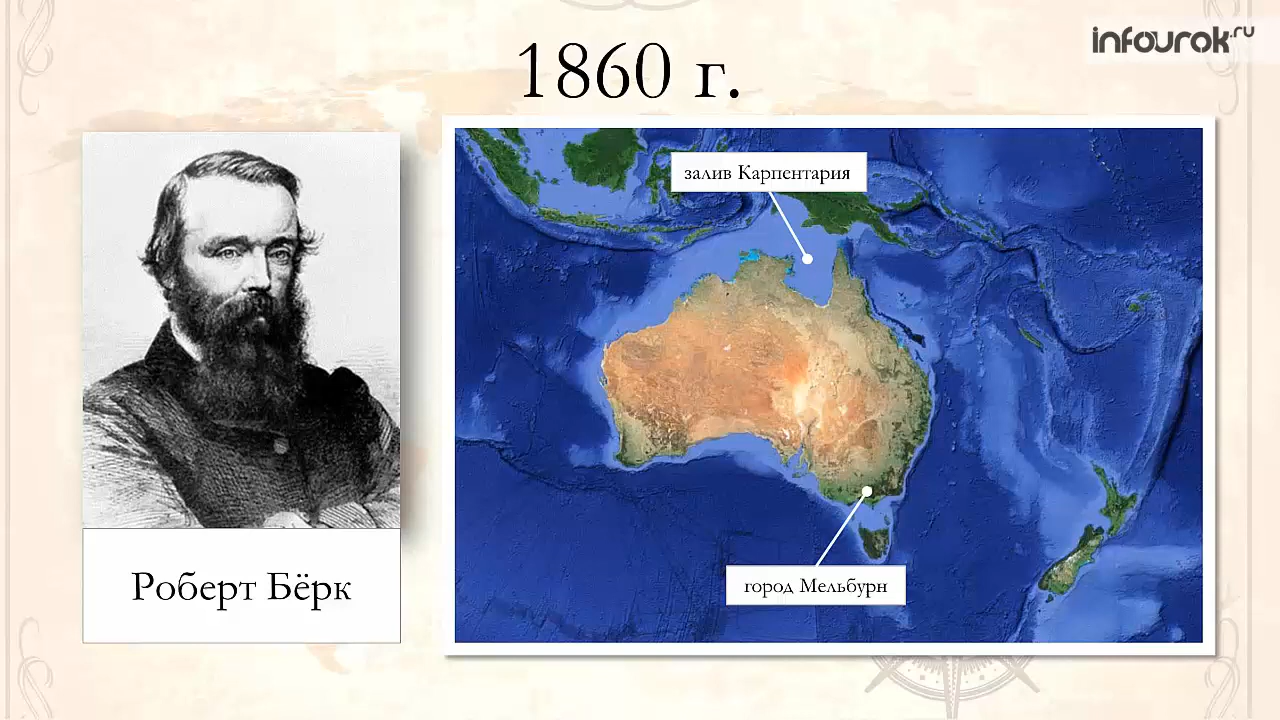 infourok.ru
1860 г.
залив Карпентария
город Мельбурн
Роберт Бёрк